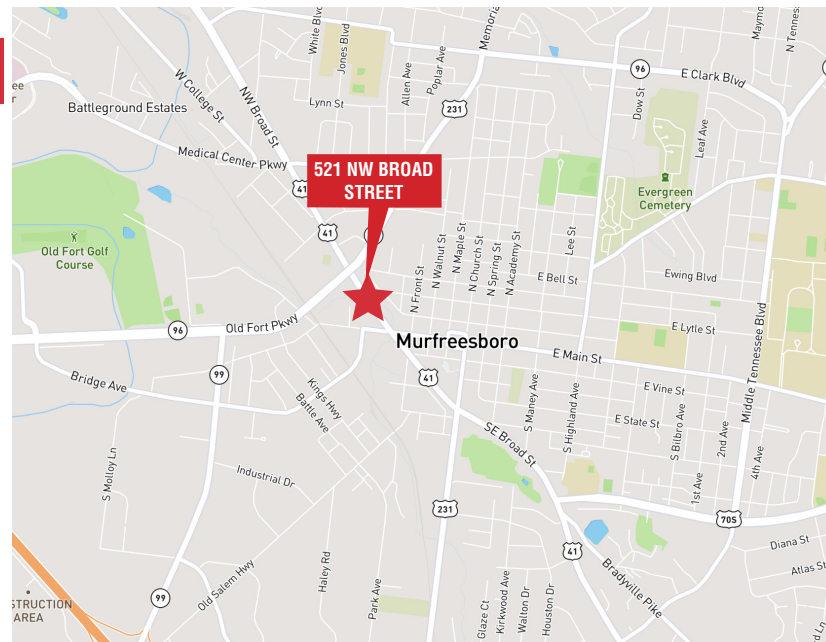 White Blvd
Jones Blvd
Memorial
Maymo
N Tenness
W College St
NW Broad St
Allen Ave
Poplar Ave
96
E Clark Blvd
ee
r
Battleground Estates
Lynn St
231
Dow St
Leaf Ave
Medical Center Pkwy
41
521 NW BROAD
STREET
Evergreen
Cemetery
41
Old Fort Golf
Course
N Front St
N Walnut St
N Maple St
N Church St
N Spring St
N Academy St
Lee St
E Bell St
Ewing Blvd
Middle Tennessee Blvd
96
Old Fort Pkwy
E Lytle St
Murfreesboro
E Main St
99
Bridge Ave
Kings Hwy
Battle Ave
41
S Maney Ave
S Highland Ave
E Vine St
E State St
S Bilbro Ave
2nd Ave
4th Ave
1st Ave
SE Broad St
S Molloy Ln
Industrial Dr
231
70S
Diana St
Atlas St
41
Bradyville Pike
Haley Rd
Old Salem Hwy
99
Park Ave
Glaze Ct
Kirkwood Ave
Walton Dr
Houston Dr
STRUCTION
AREA
rd Ln